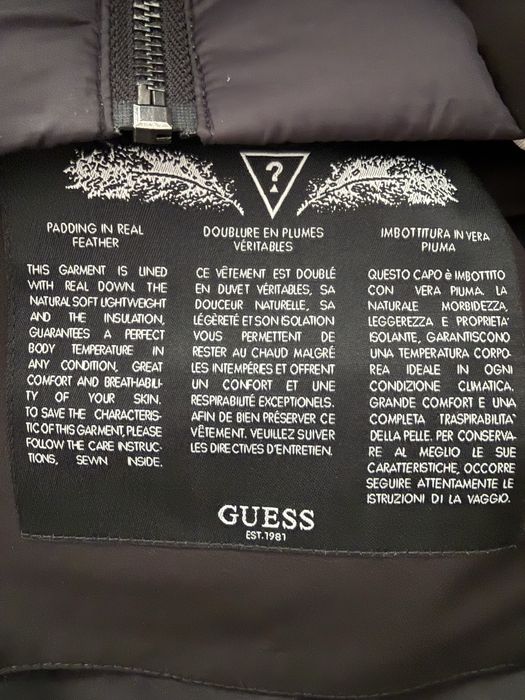 ?
PADDING IN REAL
FEATHER
THIS GARMENT IS LINED
WITH REAL DOWN. THE
NATURAL SOFT LIGHTWEIGHT
AND THE INSULATION,
GUARANTEES A PERFECT
BODY TEMPERATURE IN
ANY CONDITION, GREAT
COMFORT AND BREATHABILI-
TY OF YOUR SKIN.
TO SAVE THE CHARACTERIS-
TIC OF THIS GARMENT, PLEASE
FOLLOW THE CARE INSTRUC-
TIONS, SEWN INSIDE.
DOUBLURE EN PLUMES
VÉRITABLES
CE VÊTEMENT EST DOUBLÉ
EN DUVET VÉRITABLES, SA
DOUCEUR NATURELLE, SA
LÉGÈRETÉ ET SON ISOLATION
VOUS PERMETTENT DE
RESTER AU CHAUD MALGRÉ
LES INTEMPÉRIES ET OFFRENT
UN CONFORT ET UNE
RESPIRABILITÉ EXCEPTIONELS.
AFIN DE BIEN PRÉSERVER CE
VÊTEMENT. VEUILLEZ SUIVER
LES DIRECTIVES D'ENTRETIEN.
IMBOTTITURA IN VERA
PIUMA
QUESTO CAPO è IMBOTTITO
CON VERA PIUMA. LA
NATURALE MORBIDEZZA,
LEGGEREZZA E PROPRIETA'
ISOLANTE, GARANTISCONO
UNA TEMPERATURA CORPO-
REA IDEALE IN OGNI
CONDIZIONE CLIMATICA.
GRANDE COMFORT E UNA
COMPLETA TRASPIRABILITA'
DELLA PELLE. PER CONSERVA-
RE AL MEGLIO LE SUE
CARATTERISTICHE, OCCORRE
SEGUIRE ATTENTAMENTE LE
ISTRUZIONI DI LA VAGGIO.
GUESS
EST.1981